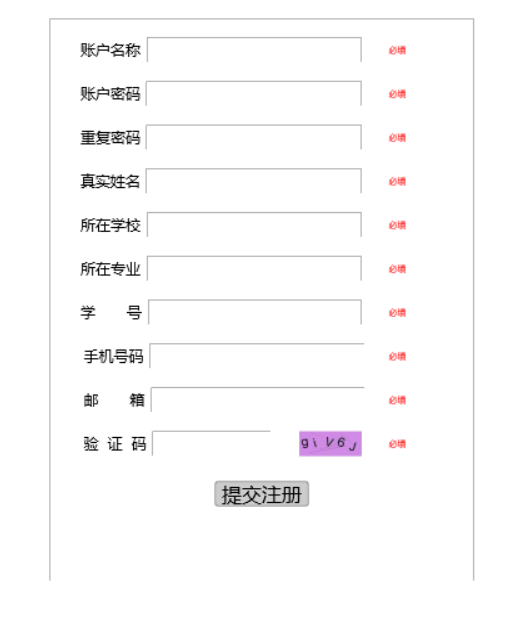 账户名称 必填
账户密码 必填
重复密码 必填
真实姓名 必填
所在学校 必填
所在专业 必填
学 号 必填
手机号码 必填
邮 箱 必填
验 证 码 giV6J 必填
提交注册